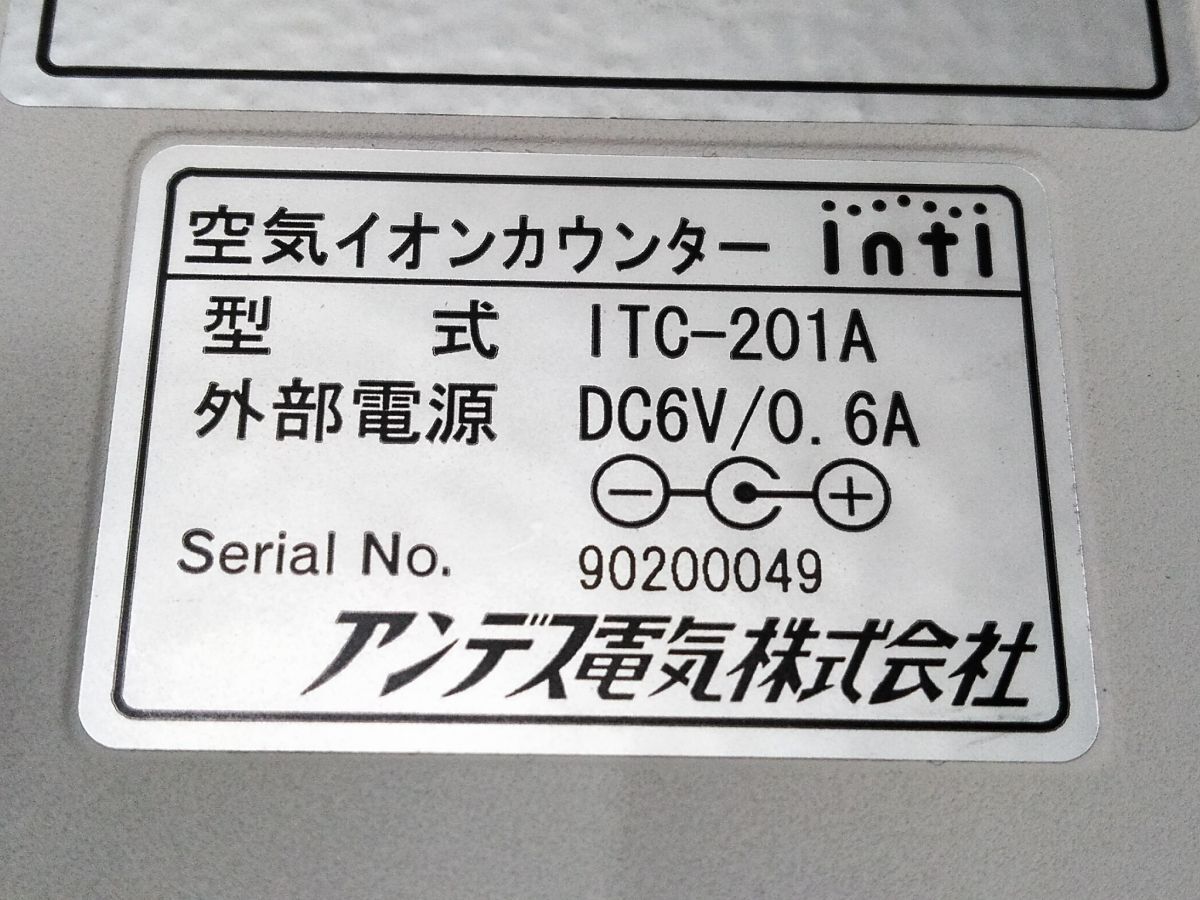 空気イオンカウンター inti
型 式 ITC-201A
外部電源 DC6V/0.6A
Serial No. 90200049
アンデス電気株式会社